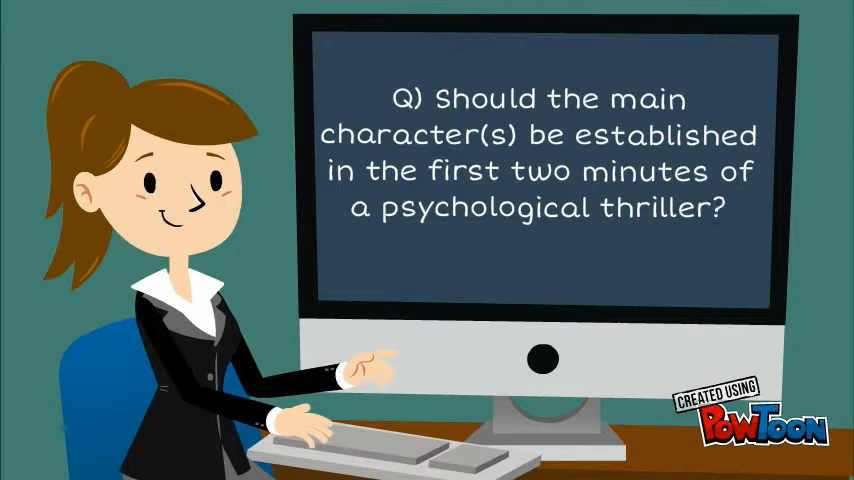 Q) Should the main
character(s) be established
in the first two minutes of
a psychological thriller?
CREATED USING
POWTOON